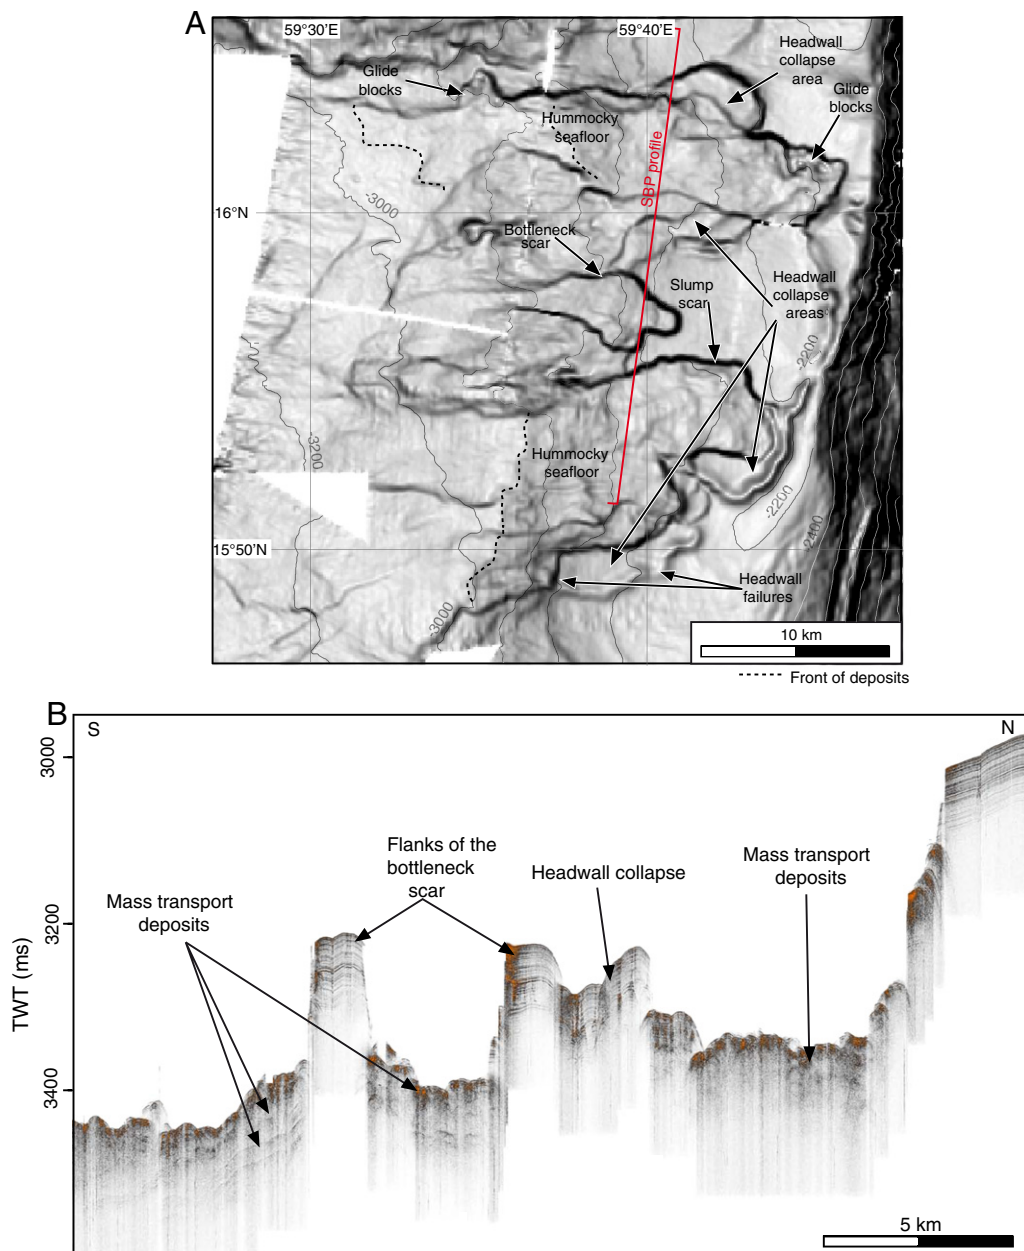 A
59°30'E
59°40'E
Headwall
collapse
area
Glide
blocks
Glide
blocks
Hummocky
seafloor
SBP profile
-3000
16°N
Bottleneck
scar
Slump
scar
Headwall
collapse
areas
-2200
-3200
Hummocky
seafloor
-2200
-2400
15°50'N
Headwall
failures
-3000
10 km
Front of deposits
B
S
N
3000
Flanks of the
bottleneck
scar
Headwall collapse
Mass transport
deposits
Mass transport
deposits
3200
TWT (ms)
3400
5 km